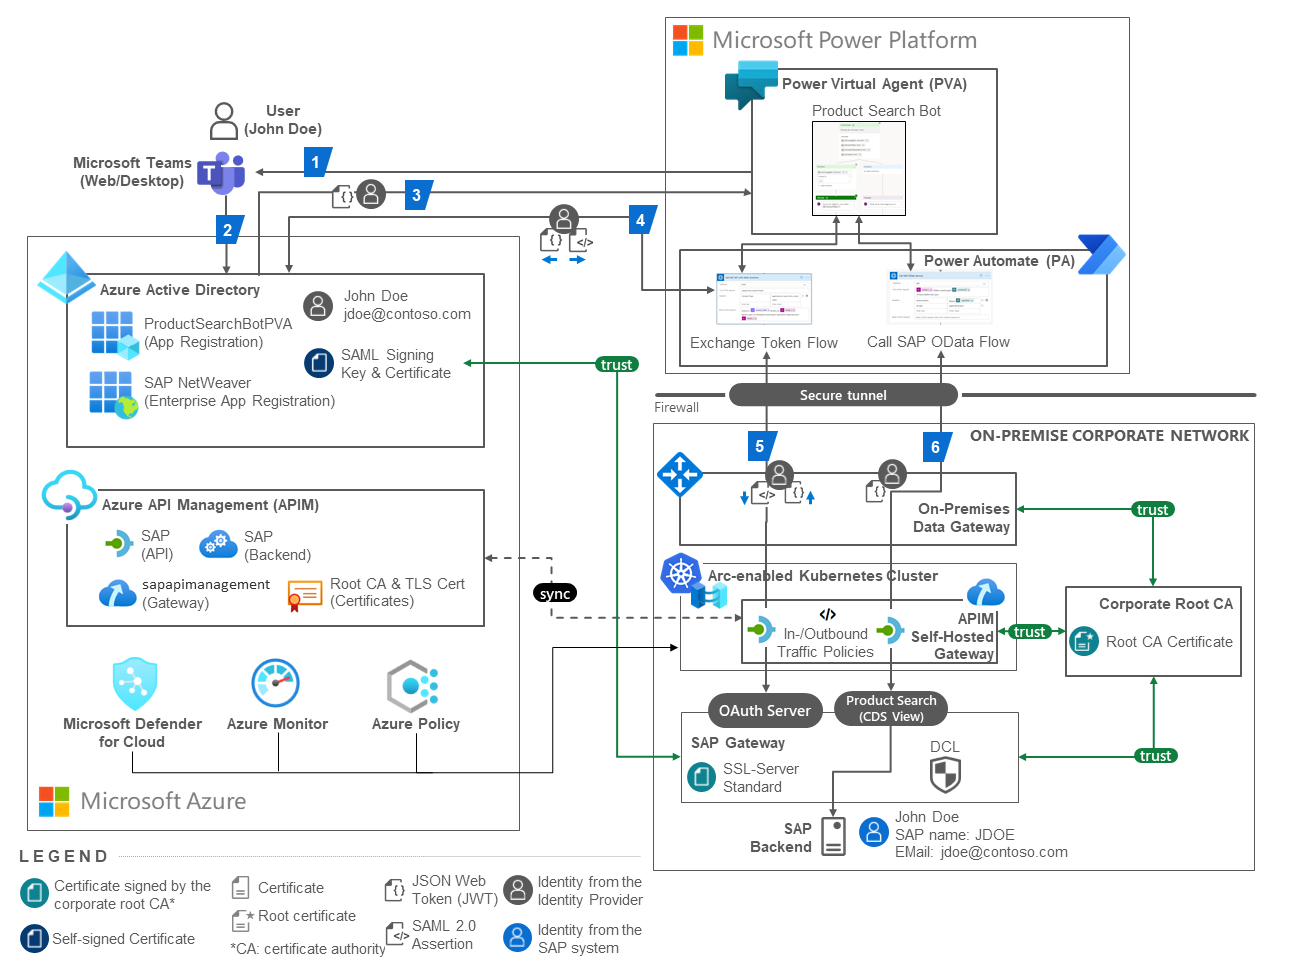 Microsoft Power Platform
Power Virtual Agent (PVA)
Product Search Bot
User
(John Doe)
Microsoft Teams
(Web/Desktop)
1
2
3
4
Power Automate (PA)
Exchange Token Flow
Call SAP OData Flow
Azure Active Directory
John Doe
jdoe@contoso.com
ProductSearchBotPVA
(App Registration)
SAML Signing
Key & Certificate
SAP NetWeaver
(Enterprise App Registration)
trust
Secure tunnel
Firewall
ON-PREMISE CORPORATE NETWORK
5
6
On-Premises
Data Gateway
trust
Azure API Management (APIM)
SAP
(API)
SAP
(Backend)
sapapimanagement
(Gateway)
Root CA & TLS Cert
(Certificates)
sync
Arc-enabled Kubernetes Cluster
In-/Outbound
Traffic Policies
APIM
Self-Hosted
Gateway
trust
Corporate Root CA
Root CA Certificate
Microsoft Defender
for Cloud
Azure Monitor
Azure Policy
OAuth Server
Product Search
(CDS View)
SAP Gateway
SSL-Server
Standard
DCL
trust
Microsoft Azure
SAP
Backend
John Doe
SAP name: JDOE
EMail: jdoe@contoso.com
LEGEND
Certificate signed by the
corporate root CA*
Self-signed Certificate
Certificate
Root certificate
*CA: certificate authority
JSON Web
Token (JWT)
SAML 2.0
Assertion
Identity from the
Identity Provider
Identity from the
SAP system